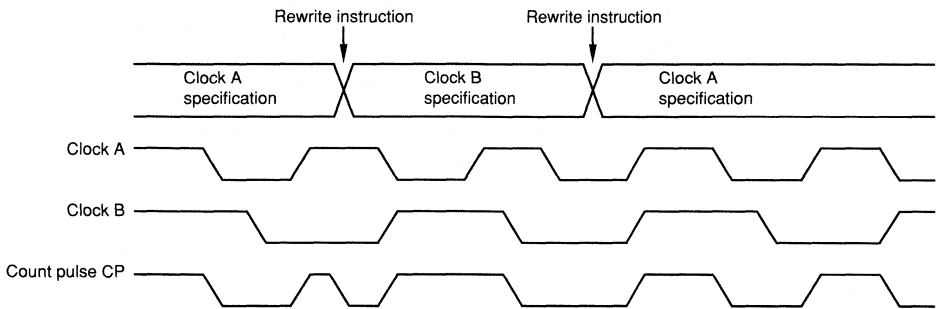 Rewrite instruction
Rewrite instruction
Clock A
specification
Clock B
specification
Clock A
specification
Clock A
Clock B
Count pulse CP